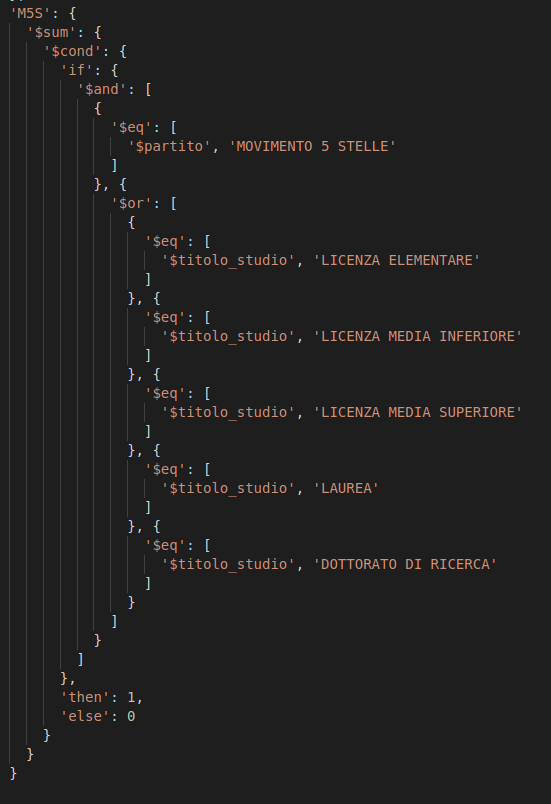 'M5S': {
'$sum': {
'$cond': {
'if': {
'$and': [
{
'$eq': [
'$partito', 'MOVIMENTO 5 STELLE'
]
}, {
'$or': [
{
'$eq': [
'$titolo_studio', 'LICENZA ELEMENTARE'
]
}, {
'$eq': [
'$titolo_studio', 'LICENZA MEDIA INFERIORE'
]
}, {
'$eq': [
'$titolo_studio', 'LICENZA MEDIA SUPERIORE'
]
}, {
'$eq': [
'$titolo_studio', 'LAUREA'
]
}, {
'$eq': [
'$titolo_studio', 'DOTTORATO DI RICERCA'
]
}
]
}
]
},
'then': 1,
'else': 0
}
}
}